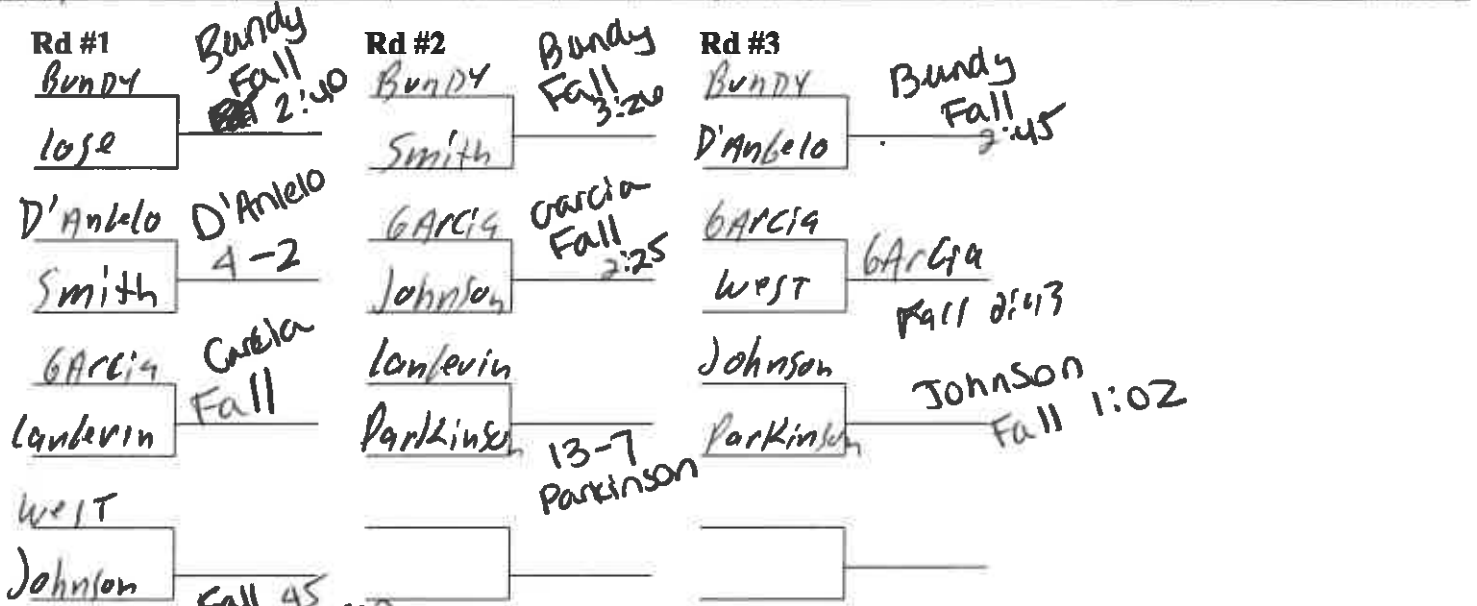 Rd #1
Bundy
Fall
2:40
BunDY
lose
D'Anlelo
D'Anlelo
4-2
Smith
GArcia
Garcia
Fall
Lanlevin
WesT
Johnson
Fall 45
Rd #2
Bundy
Fall
3:20
BunDY
Smith
GArcia
Garcia
Fall
2:25
Johnson
Lanlevin
Parkinson
13-7
Parkinson
Rd #3
BunDY
Bundy
Fall
2:45
D'Angelo
GArcia
GArcia
Fall 2:43
WesT
Johnson
Johnson
Fall 1:02
Parkinson